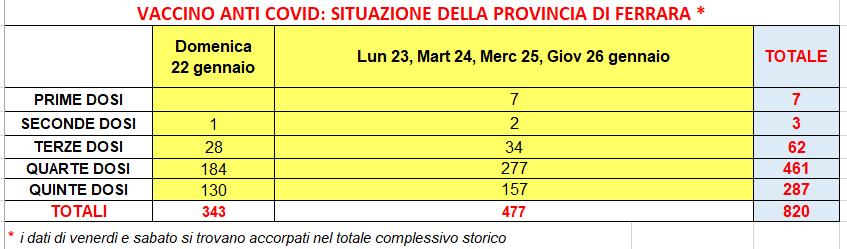 VACCINO ANTI COVID: SITUAZIONE DELLA PROVINCIA DI FERRARA *
Domenica 22 gennaio Lun 23, Mart 24, Merc 25, Giov 26 gennaio TOTALE
PRIME DOSI 7 7
SECONDE DOSI 1 2 3
TERZE DOSI 28 34 62
QUARTE DOSI 184 277 461
QUINTE DOSI 130 157 287
TOTALI 343 477 820
* i dati di venerdì e sabato si trovano accorpati nel totale complessivo storico